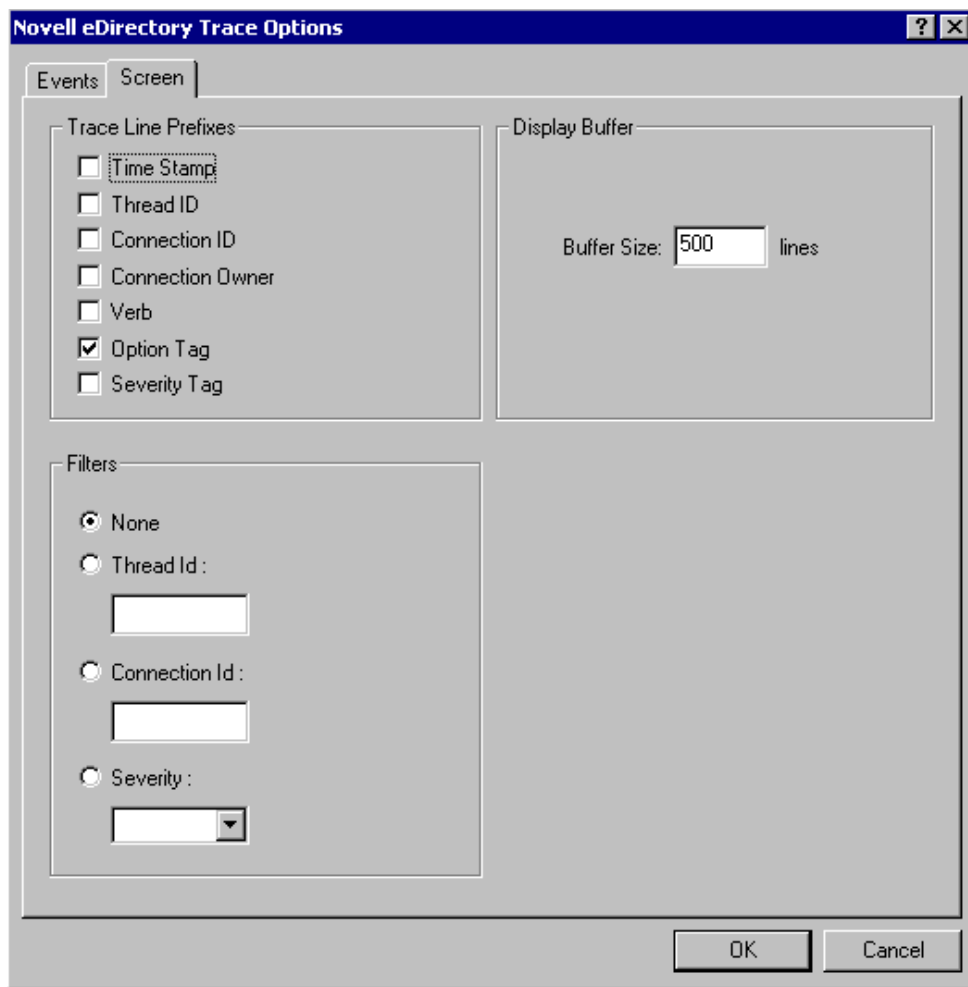 Novell eDirectory Trace Options
Events
Screen
Trace Line Prefixes
Time Stamp
Thread ID
Connection ID
Connection Owner
Verb
Option Tag
Severity Tag
Display Buffer
Buffer Size: 500 lines
Filters
None
Thread Id :
Connection Id :
Severity :
OK
Cancel